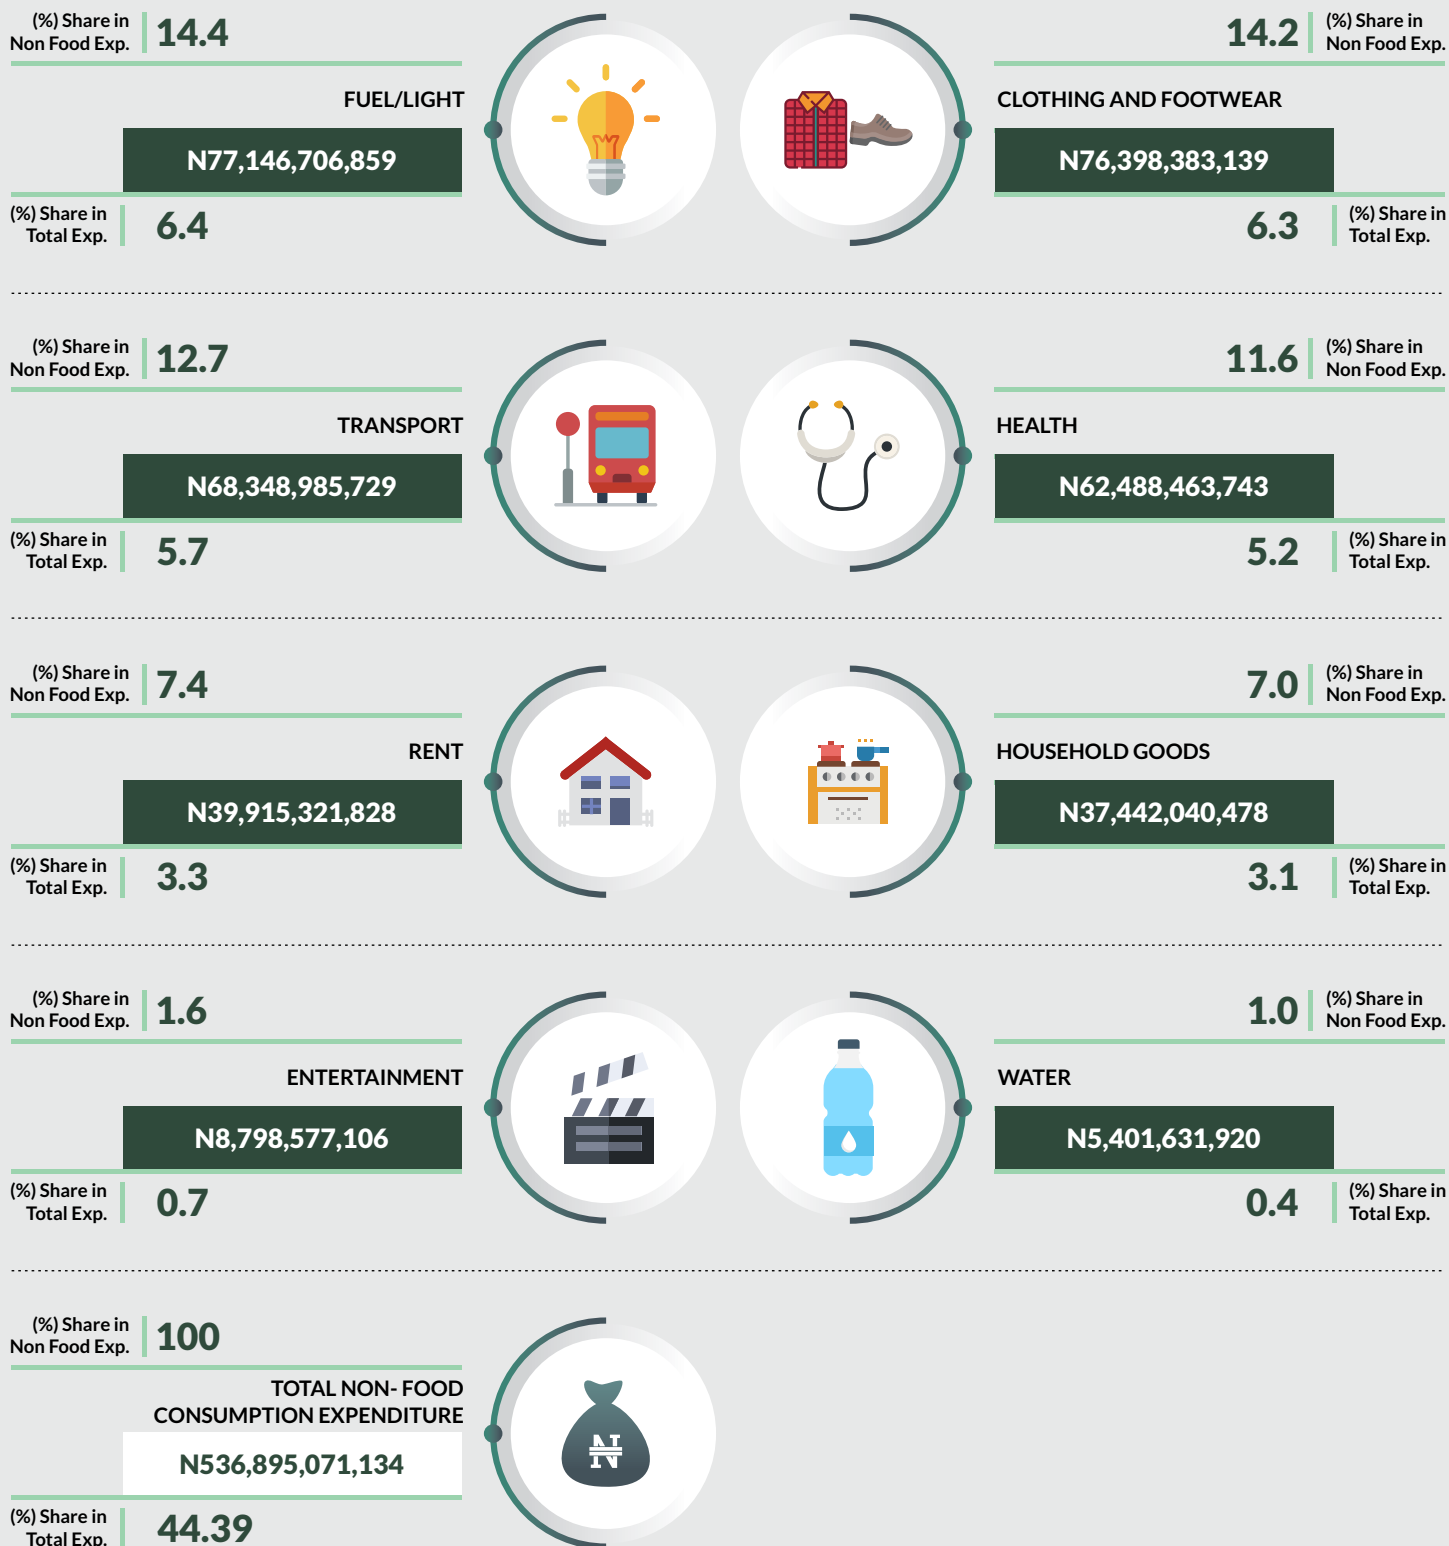 (%) Share in
Non Food Exp.
14.4
FUEL/LIGHT
N77,146,706,859
(%) Share in
Total Exp.
6.4
14.2
(%) Share in
Non Food Exp.
CLOTHING AND FOOTWEAR
N76,398,383,139
6.3
(%) Share in
Total Exp.
(%) Share in
Non Food Exp.
12.7
TRANSPORT
N68,348,985,729
(%) Share in
Total Exp.
5.7
11.6
(%) Share in
Non Food Exp.
HEALTH
N62,488,463,743
5.2
(%) Share in
Total Exp.
(%) Share in
Non Food Exp.
7.4
RENT
N39,915,321,828
(%) Share in
Total Exp.
3.3
7.0
(%) Share in
Non Food Exp.
HOUSEHOLD GOODS
N37,442,040,478
3.1
(%) Share in
Total Exp.
(%) Share in
Non Food Exp.
1.6
ENTERTAINMENT
N8,798,577,106
(%) Share in
Total Exp.
0.7
1.0
(%) Share in
Non Food Exp.
WATER
N5,401,631,920
0.4
(%) Share in
Total Exp.
(%) Share in
Non Food Exp.
100
TOTAL NON- FOOD
CONSUMPTION EXPENDITURE
N536,895,071,134
₦
(%) Share in
Total Exp.
44.39